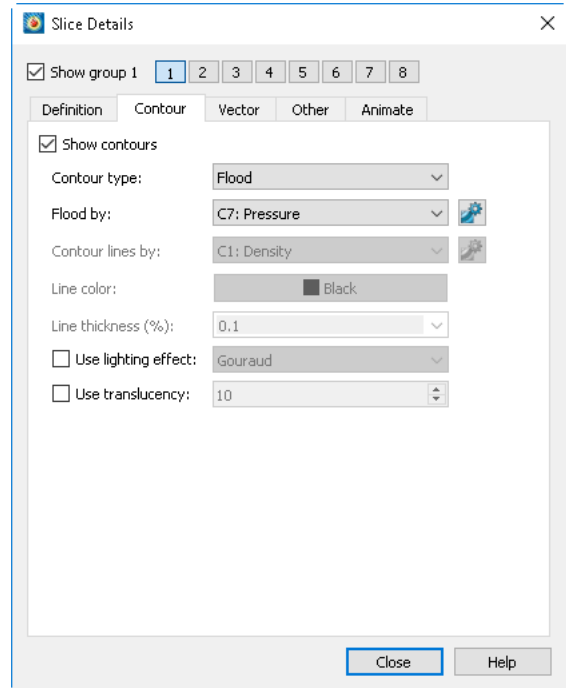 Slice Details
Show group 1 1 2 3 4 5 6 7 8
Definition Contour Vector Other Animate
Show contours
Contour type: Flood
Flood by: C7: Pressure
Contour lines by: C1: Density
Line color: Black
Line thickness (%): 0.1
Use lighting effect: Gouraud
Use translucency: 10
Close Help